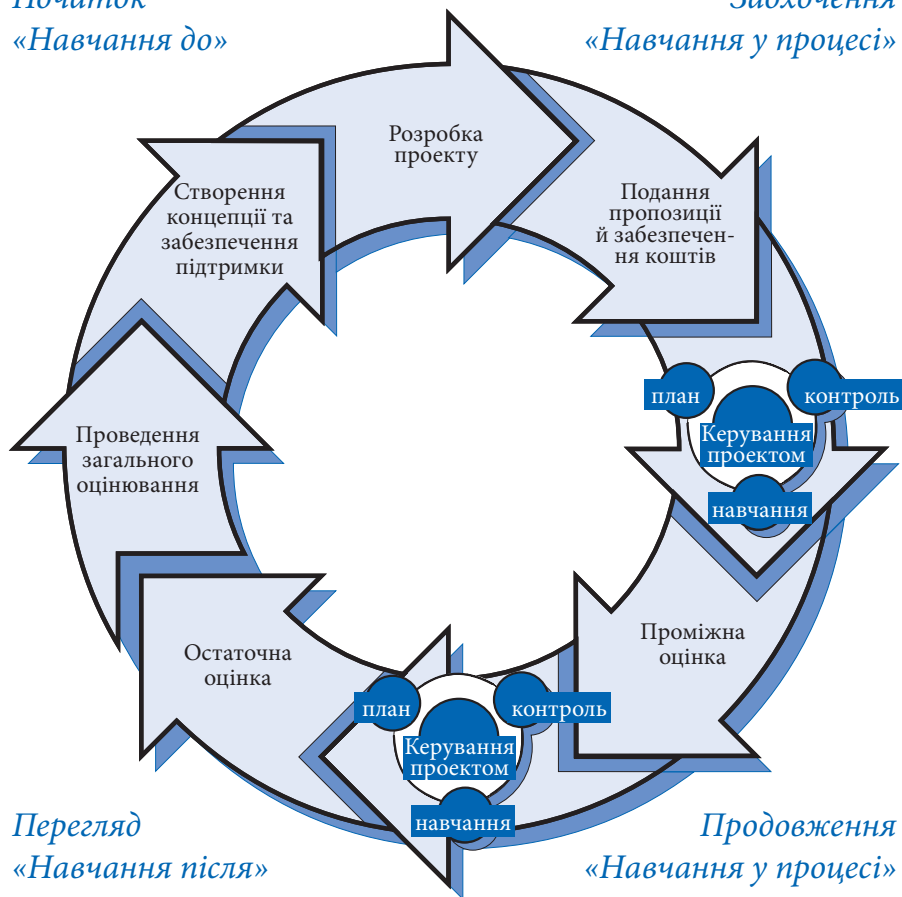 Початок
«Навчання до»
Заохочення
«Навчання у процесі»
Розробка
проекту
Створення
концепції та
забезпечення
підтримки
Подання
пропозиції
й забезпечен-
ня коштів
план
контроль
Керування
проектом
навчання
Проведення
загального
оцінювання
Проміжна
оцінка
Остаточна
оцінка
план
контроль
Керування
проектом
навчання
Перегляд
«Навчання після»
Продовження
«Навчання у процесі»